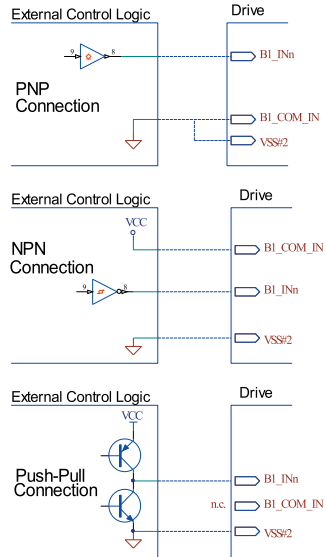 External Control Logic
Drive
9 8
B1_INn
PNP
Connection
B1_COM_IN
VSS#2
External Control Logic
Drive
VCC
NPN
Connection
B1_COM_IN
9 8
B1_INn
VSS#2
External Control Logic
Drive
VCC
Push-Pull
Connection
B1_INn
n.c.
B1_COM_IN
VSS#2